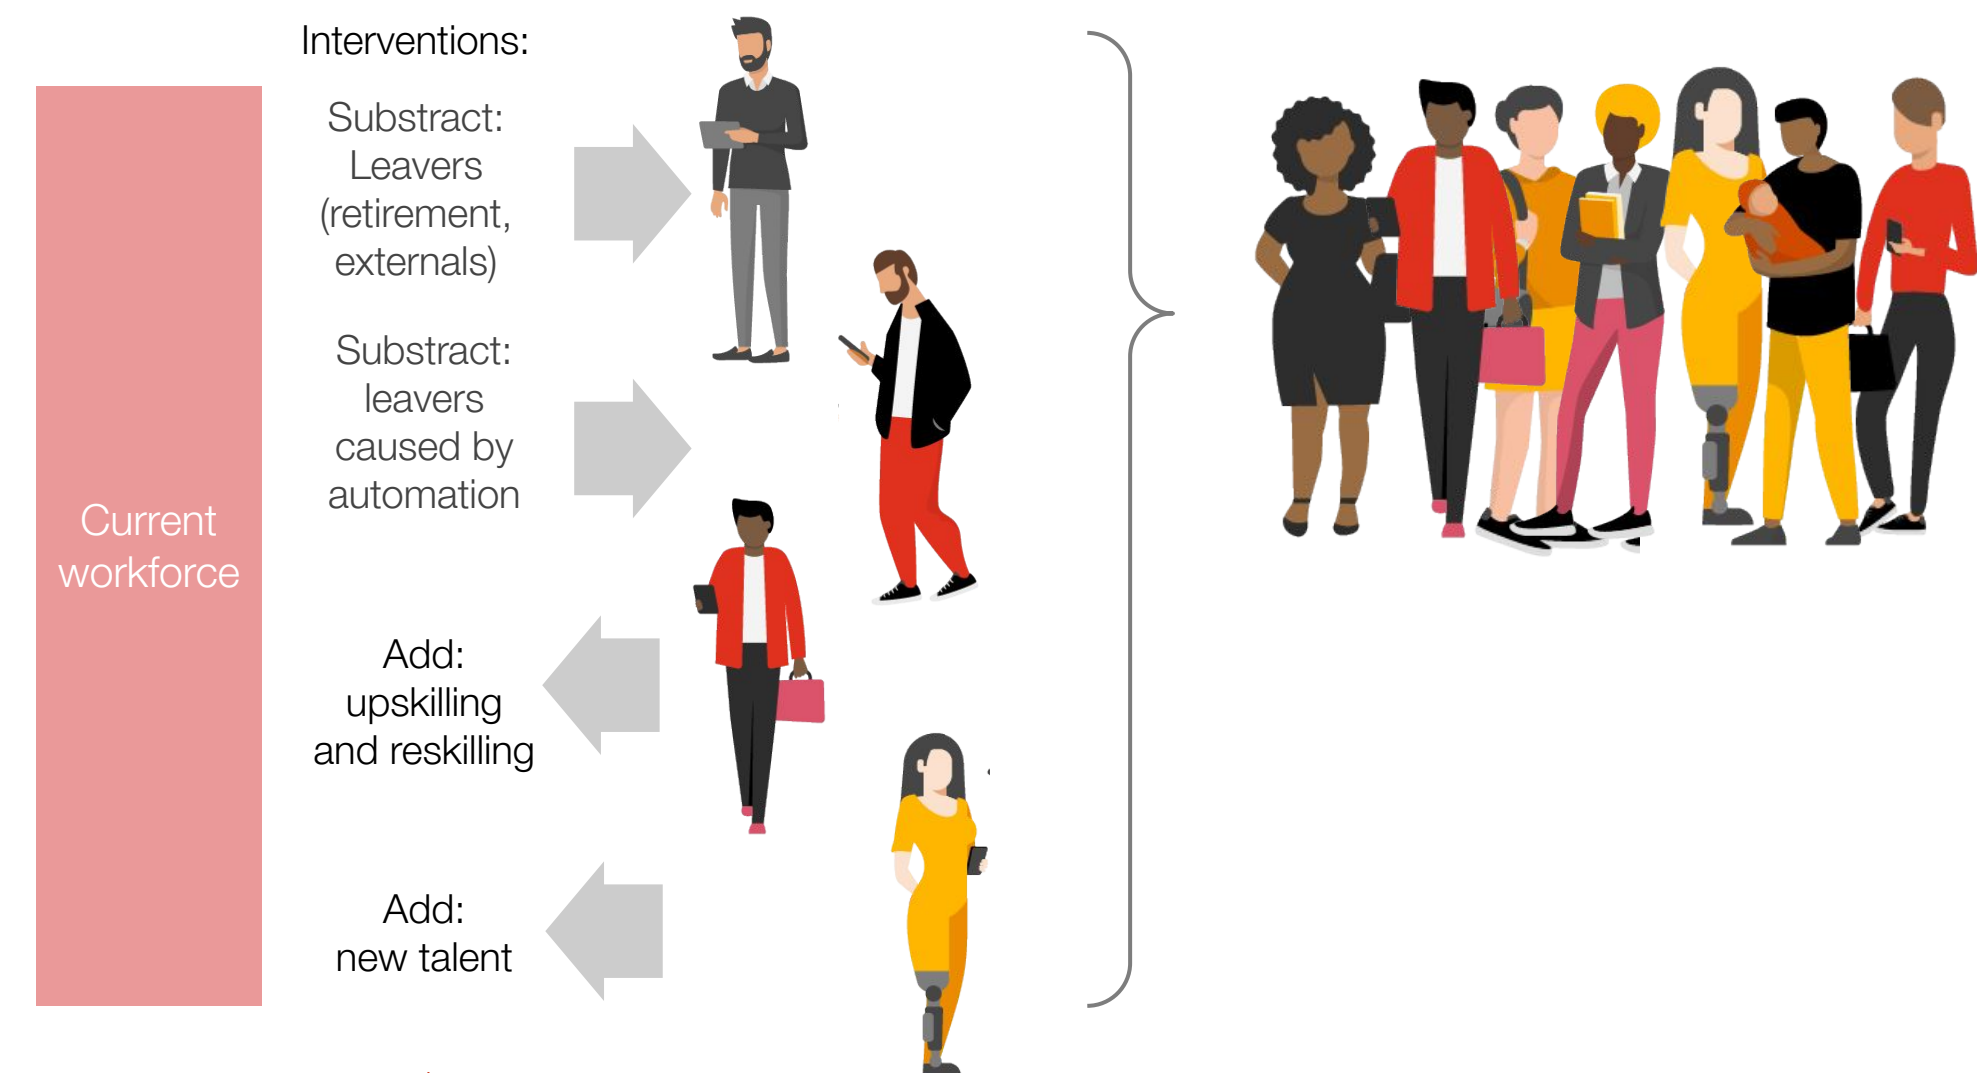 Interventions:
Substract:
Leavers
(retirement,
externals)
Substract:
leavers
caused by
automation
Current
workforce
Add:
upskilling
and reskilling
Add:
new talent